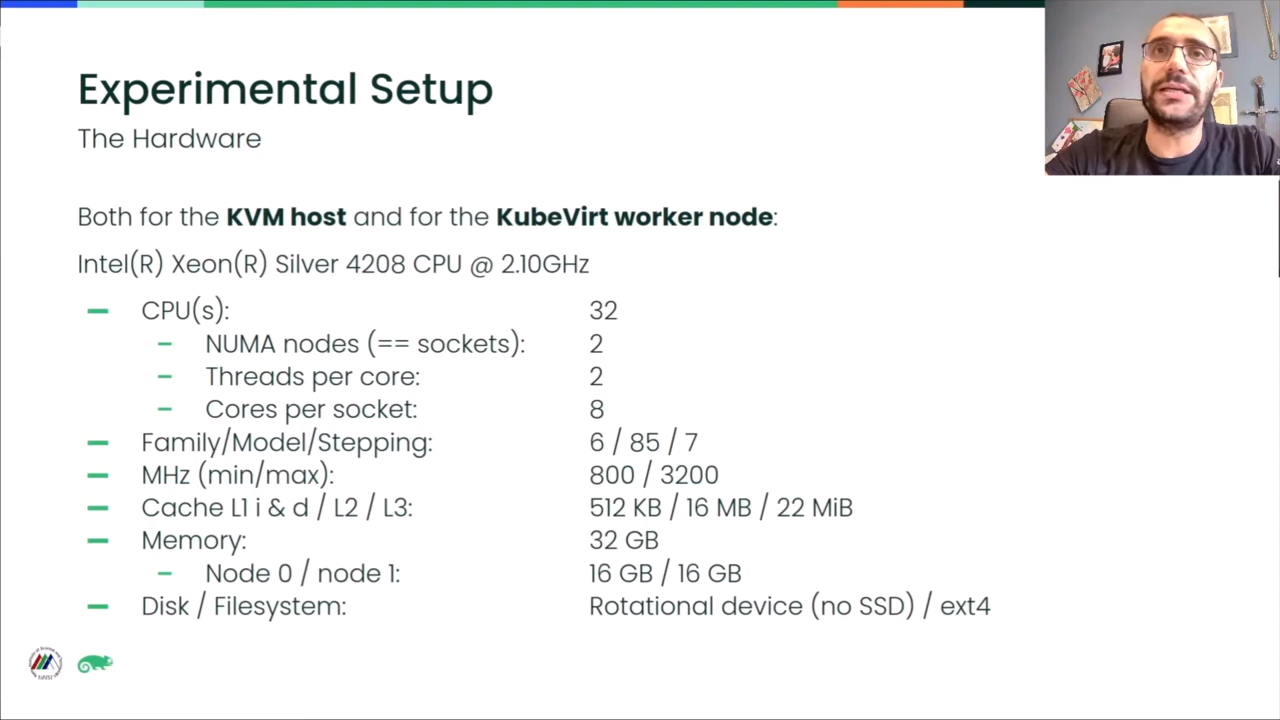 Experimental Setup
The Hardware
Both for the KVM host and for the KubeVirt worker node:
Intel(R) Xeon(R) Silver 4208 CPU @ 2.10GHz
CPU(s): 32
NUMA nodes (== sockets): 2
Threads per core: 2
Cores per socket: 8
Family/Model/Stepping: 6 / 85 / 7
MHz (min/max): 800 / 3200
Cache L1 i & d / L2 / L3: 512 KB / 16 MB / 22 MiB
Memory: 32 GB
Node 0 / node 1: 16 GB / 16 GB
Disk / Filesystem: Rotational device (no SSD) / ext4